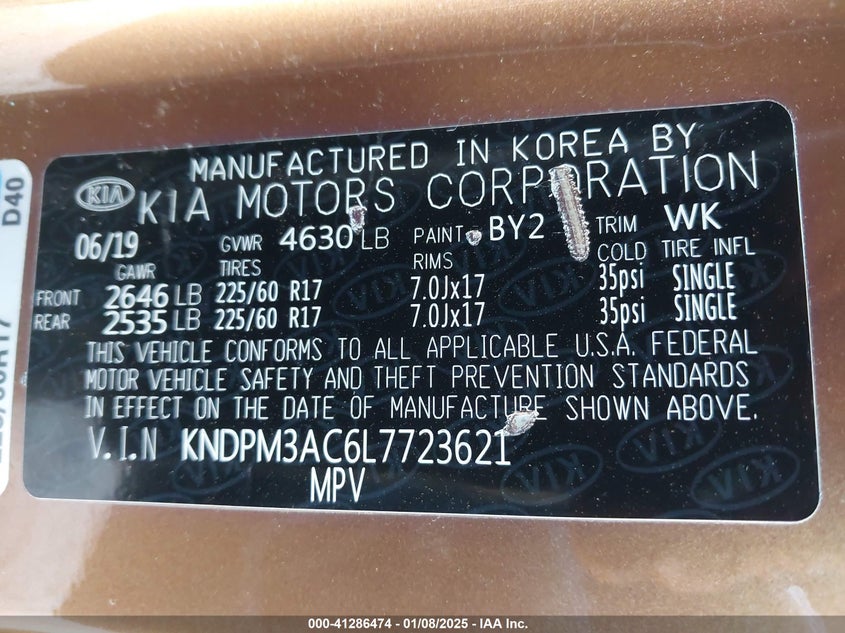 MANUFACTURED IN KOREA BY
KIA KIA MOTORS CORPORATION
06/19 GVWR 4630 LB PAINT BY2 TRIM WK
GAWR TIRES RIMS COLD TIRE INFL
FRONT 2646 LB 225/60 R17 7.0Jx17 35psi SINGLE
REAR 2535 LB 225/60 R17 7.0Jx17 35psi SINGLE
THIS VEHICLE CONFORMS TO ALL APPLICABLE U.S.A. FEDERAL
MOTOR VEHICLE SAFETY AND THEFT PREVENTION STANDARDS
IN EFFECT ON THE DATE OF MANUFACTURE SHOWN ABOVE.
V.I.N KNDPM3AC6L7723621
MPV
D40
000-41286474 - 01/08/2025 - IAA Inc.